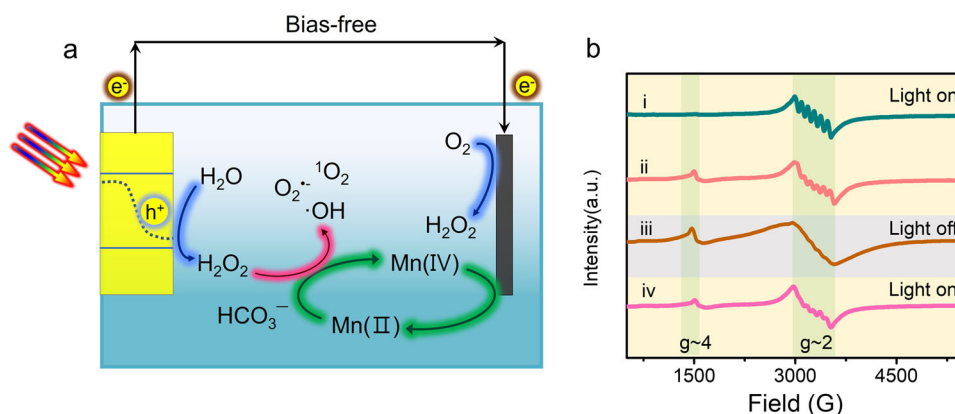 a
Bias-free
e⁻
e⁻
h⁺
H₂O
H₂O₂
O₂•⁻ ¹O₂
·OH
HCO₃⁻
Mn(IV)
Mn(Ⅱ)
O₂
H₂O₂
b
Intensity(a.u.)
i Light on
ii
iii Light off
iv Light on
g~4 g~2
1500 3000 4500
Field (G)